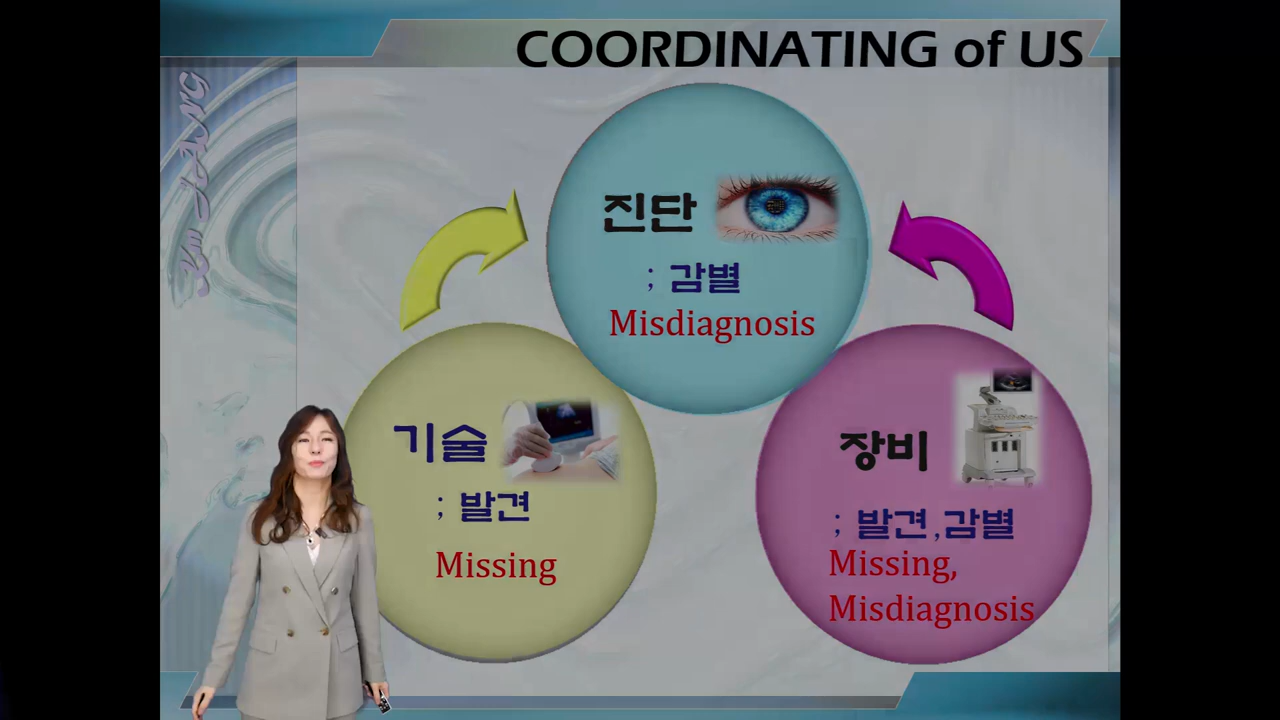 COORDINATING of US
진단
; 감별
Misdiagnosis
기술
; 발견
Missing
장비
; 발견,감별
Missing,
Misdiagnosis